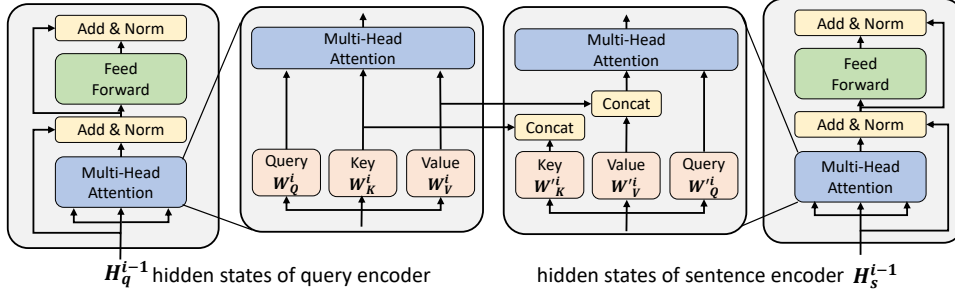 Add & Norm
Feed
Forward
Add & Norm
Multi-Head
Attention
Multi-Head
Attention
Query
W_Q^i
Key
W_K^i
Value
W_V^i
Multi-Head
Attention
Concat
Concat
Key
W'_K^i
Value
W'_V^i
Query
W'_Q^i
Add & Norm
Feed
Forward
Add & Norm
Multi-Head
Attention
H_q^{i-1} hidden states of query encoder
hidden states of sentence encoder H_s^{i-1}